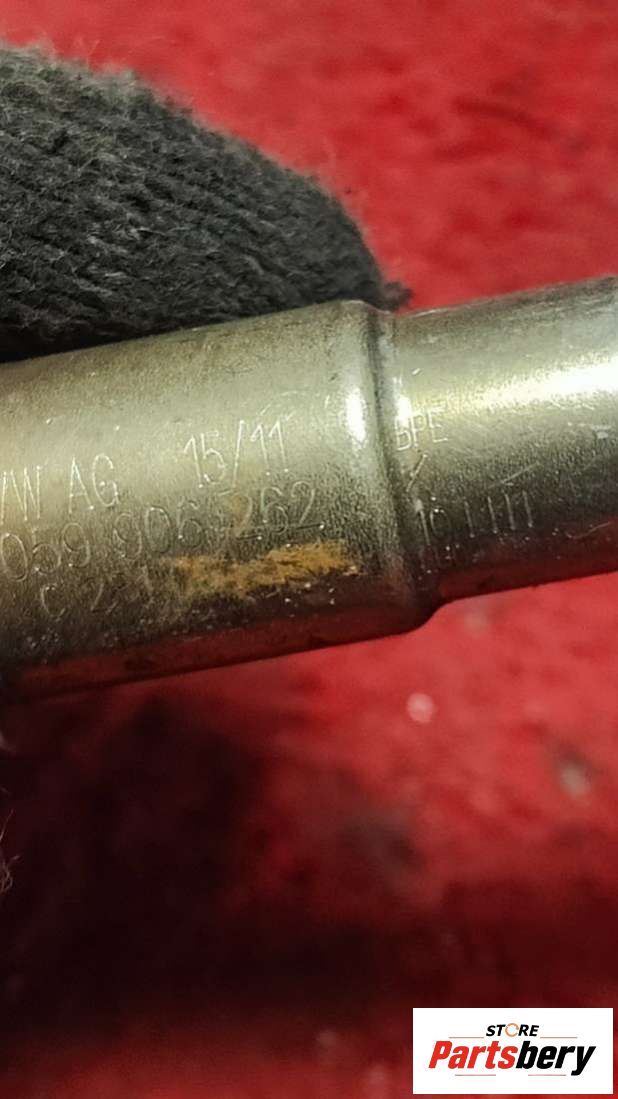 VW AG 15/11
059 906 262
BPE
STORE
Partsbery